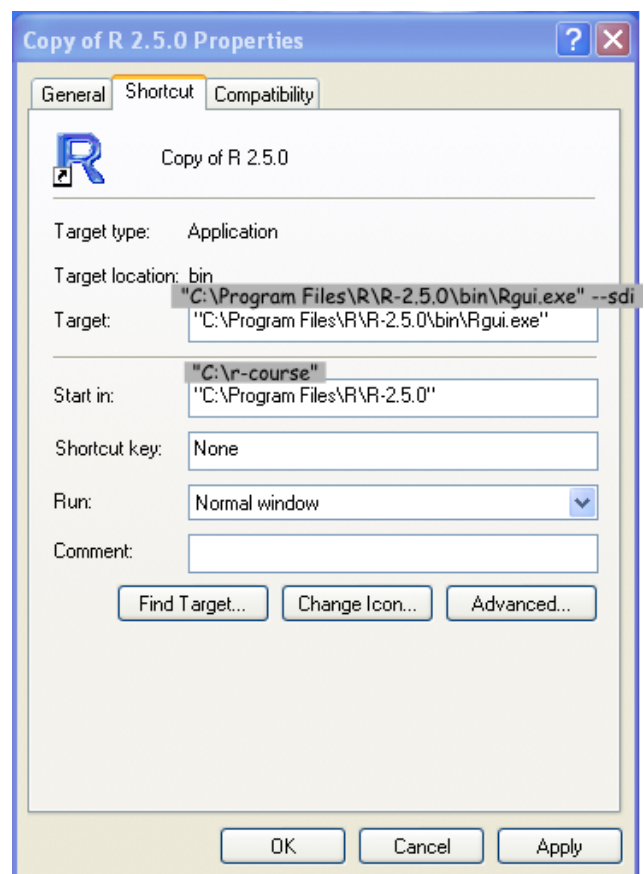 Copy of R 2.5.0 Properties
General Shortcut Compatibility
Copy of R 2.5.0
Target type: Application
Target location: bin
"C:\Program Files\R\R-2.5.0\bin\Rgui.exe" --sdi
Target: "C:\Program Files\R\R-2.5.0\bin\Rgui.exe"
"C:\r-course"
Start in: "C:\Program Files\R\R-2.5.0"
Shortcut key: None
Run: Normal window
Comment:
Find Target... Change Icon... Advanced...
OK Cancel Apply